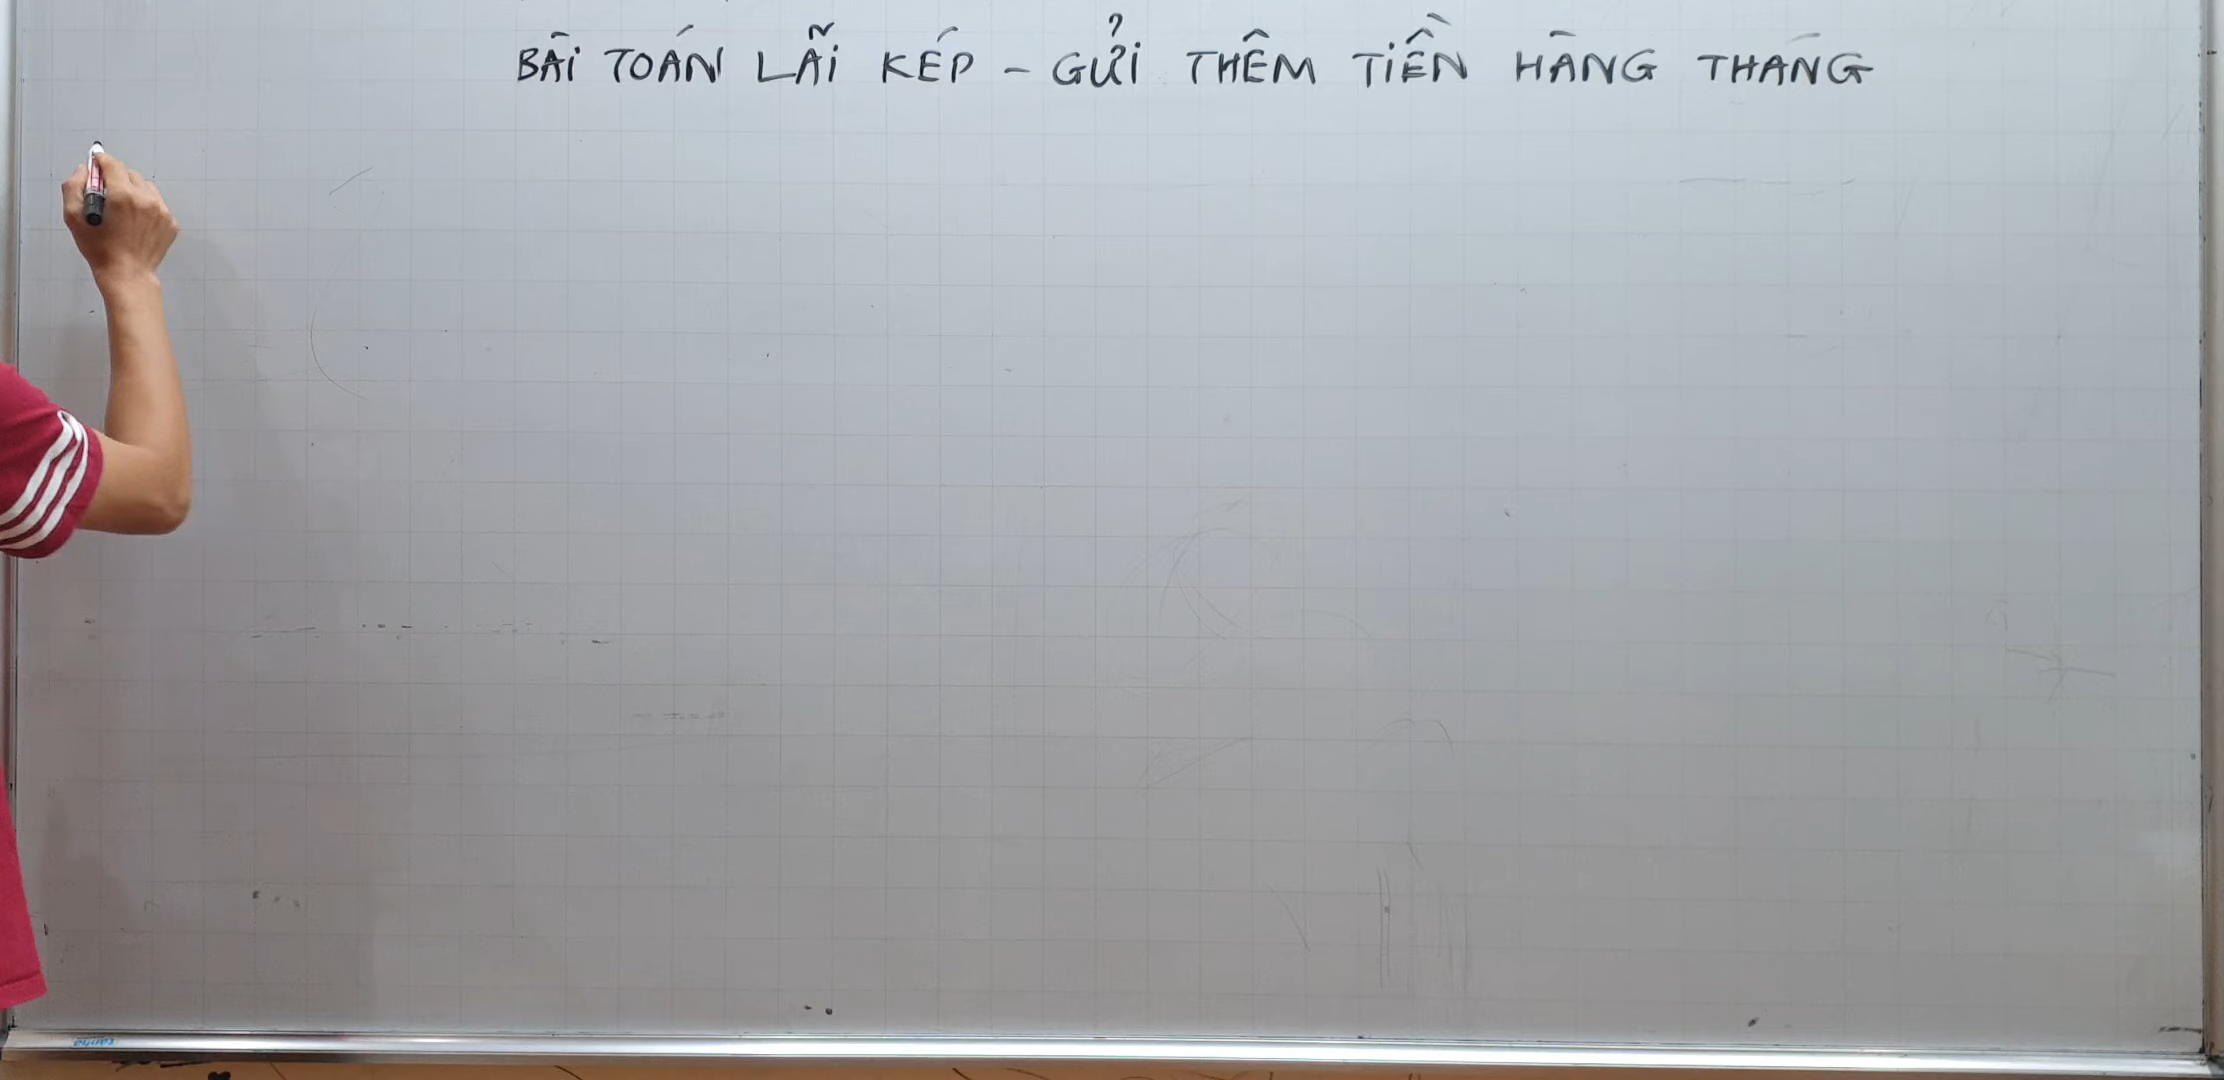 BÀI TOÁN LÃI KÉP - GỬI THÊM TIỀN HÀNG THÁNG